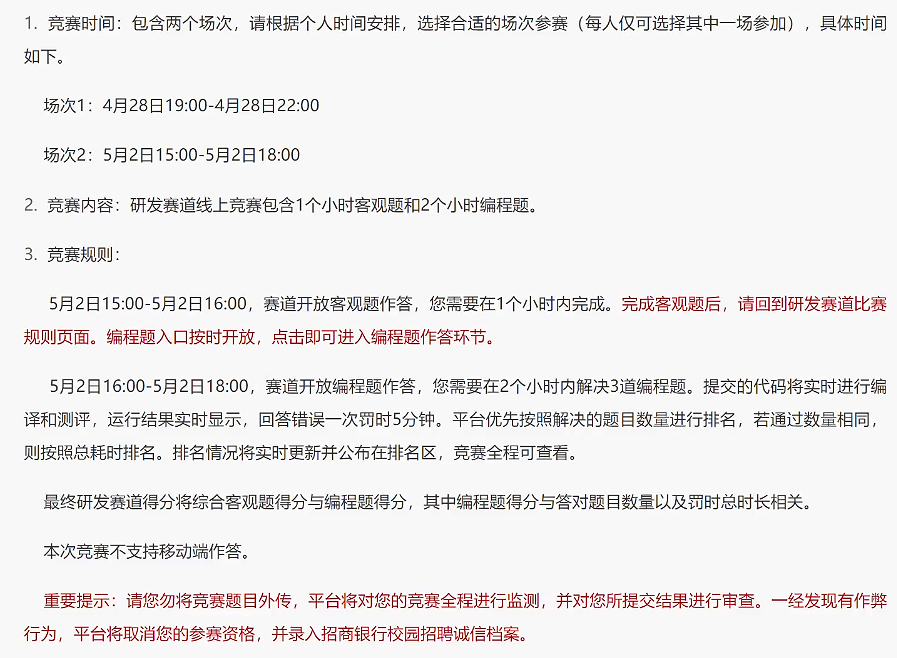 1. 竞赛时间：包含两个场次，请根据个人时间安排，选择合适的场次参赛（每人仅可选择其中一场参加），具体时间
如下。
场次1：4月28日19:00-4月28日22:00
场次2：5月2日15:00-5月2日18:00
2. 竞赛内容：研发赛道线上竞赛包含1个小时客观题和2个小时编程题。
3. 竞赛规则：
5月2日15:00-5月2日16:00，赛道开放客观题作答，您需要在1个小时内完成。完成客观题后，请回到研发赛道比赛
规则页面。编程题入口按时开放，点击即可进入编程题作答环节。
5月2日16:00-5月2日18:00，赛道开放编程题作答，您需要在2个小时内解决3道编程题。提交的代码将实时进行编
译和测评，运行结果实时显示，回答错误一次罚时5分钟。平台优先按照解决的题目数量进行排名，若通过数量相同，
则按照总耗时排名。排名情况将实时更新并公布在排名区，竞赛全程可查看。
最终研发赛道得分将综合客观题得分与编程题得分，其中编程题得分与答对题目数量以及罚时总时长相关。
本次竞赛不支持移动端作答。
重要提示：请您勿将竞赛题目外传，平台将对您的竞赛全程进行监测，并对您所提交结果进行审查。一经发现有作弊
行为，平台将取消您的参赛资格，并录入招商银行校园招聘诚信档案。